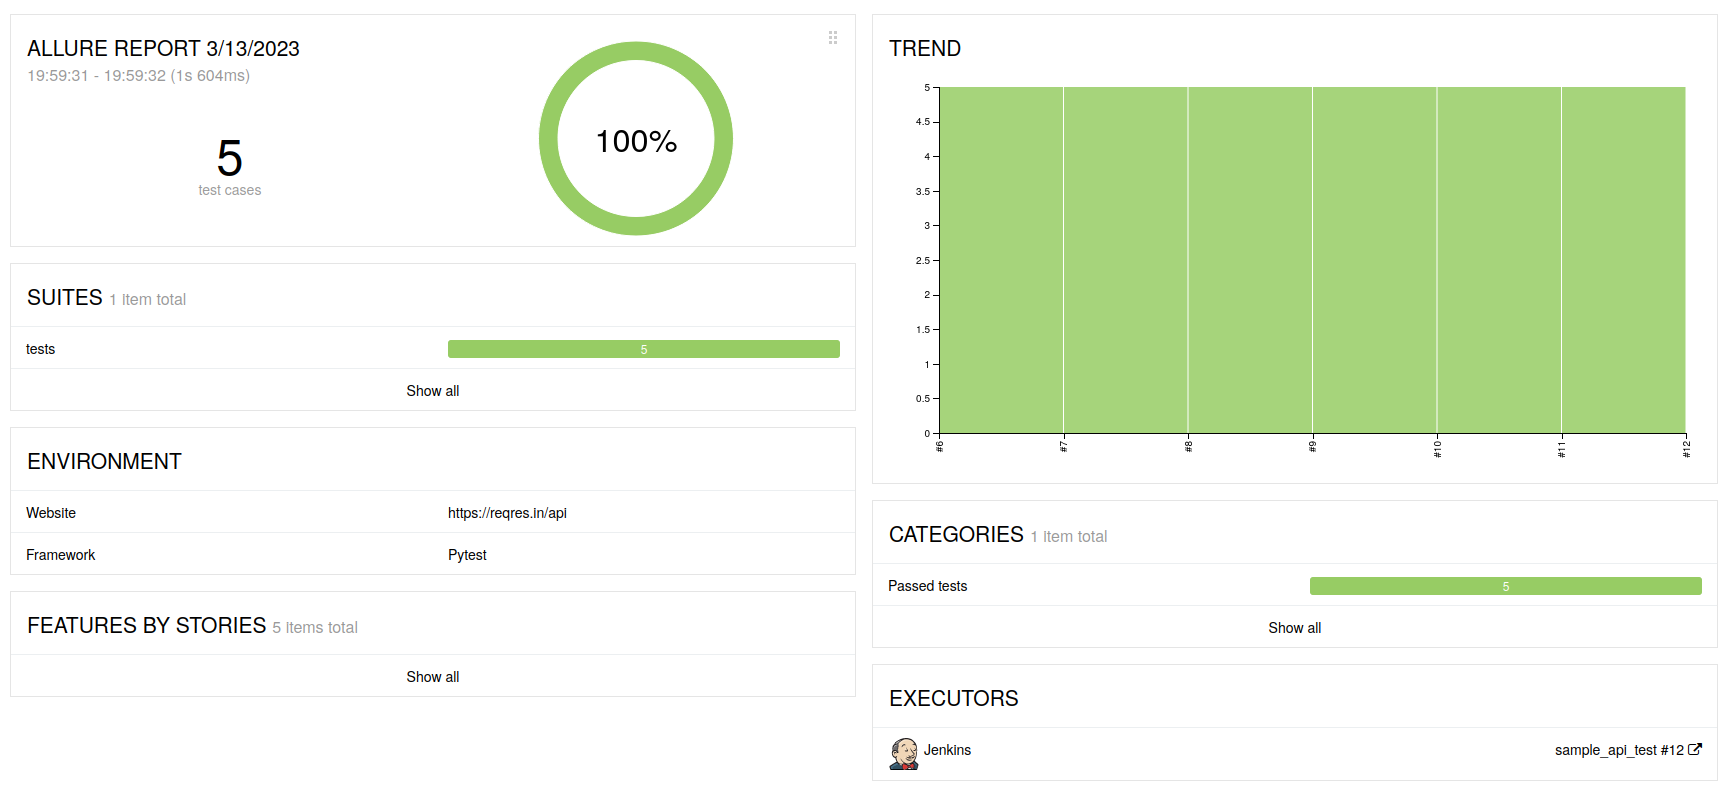 ALLURE REPORT 3/13/2023
19:59:31 - 19:59:32 (1s 604ms)
5
test cases
100%
SUITES 1 item total
tests 5
Show all
ENVIRONMENT
Website https://reqres.in/api
Framework Pytest
FEATURES BY STORIES 5 items total
Show all
TREND
5
4.5
4
3.5
3
2.5
2
1.5
1
0.5
0
#6 #7 #8 #9 #10 #11 #12
CATEGORIES 1 item total
Passed tests 5
Show all
EXECUTORS
Jenkins sample_api_test #12